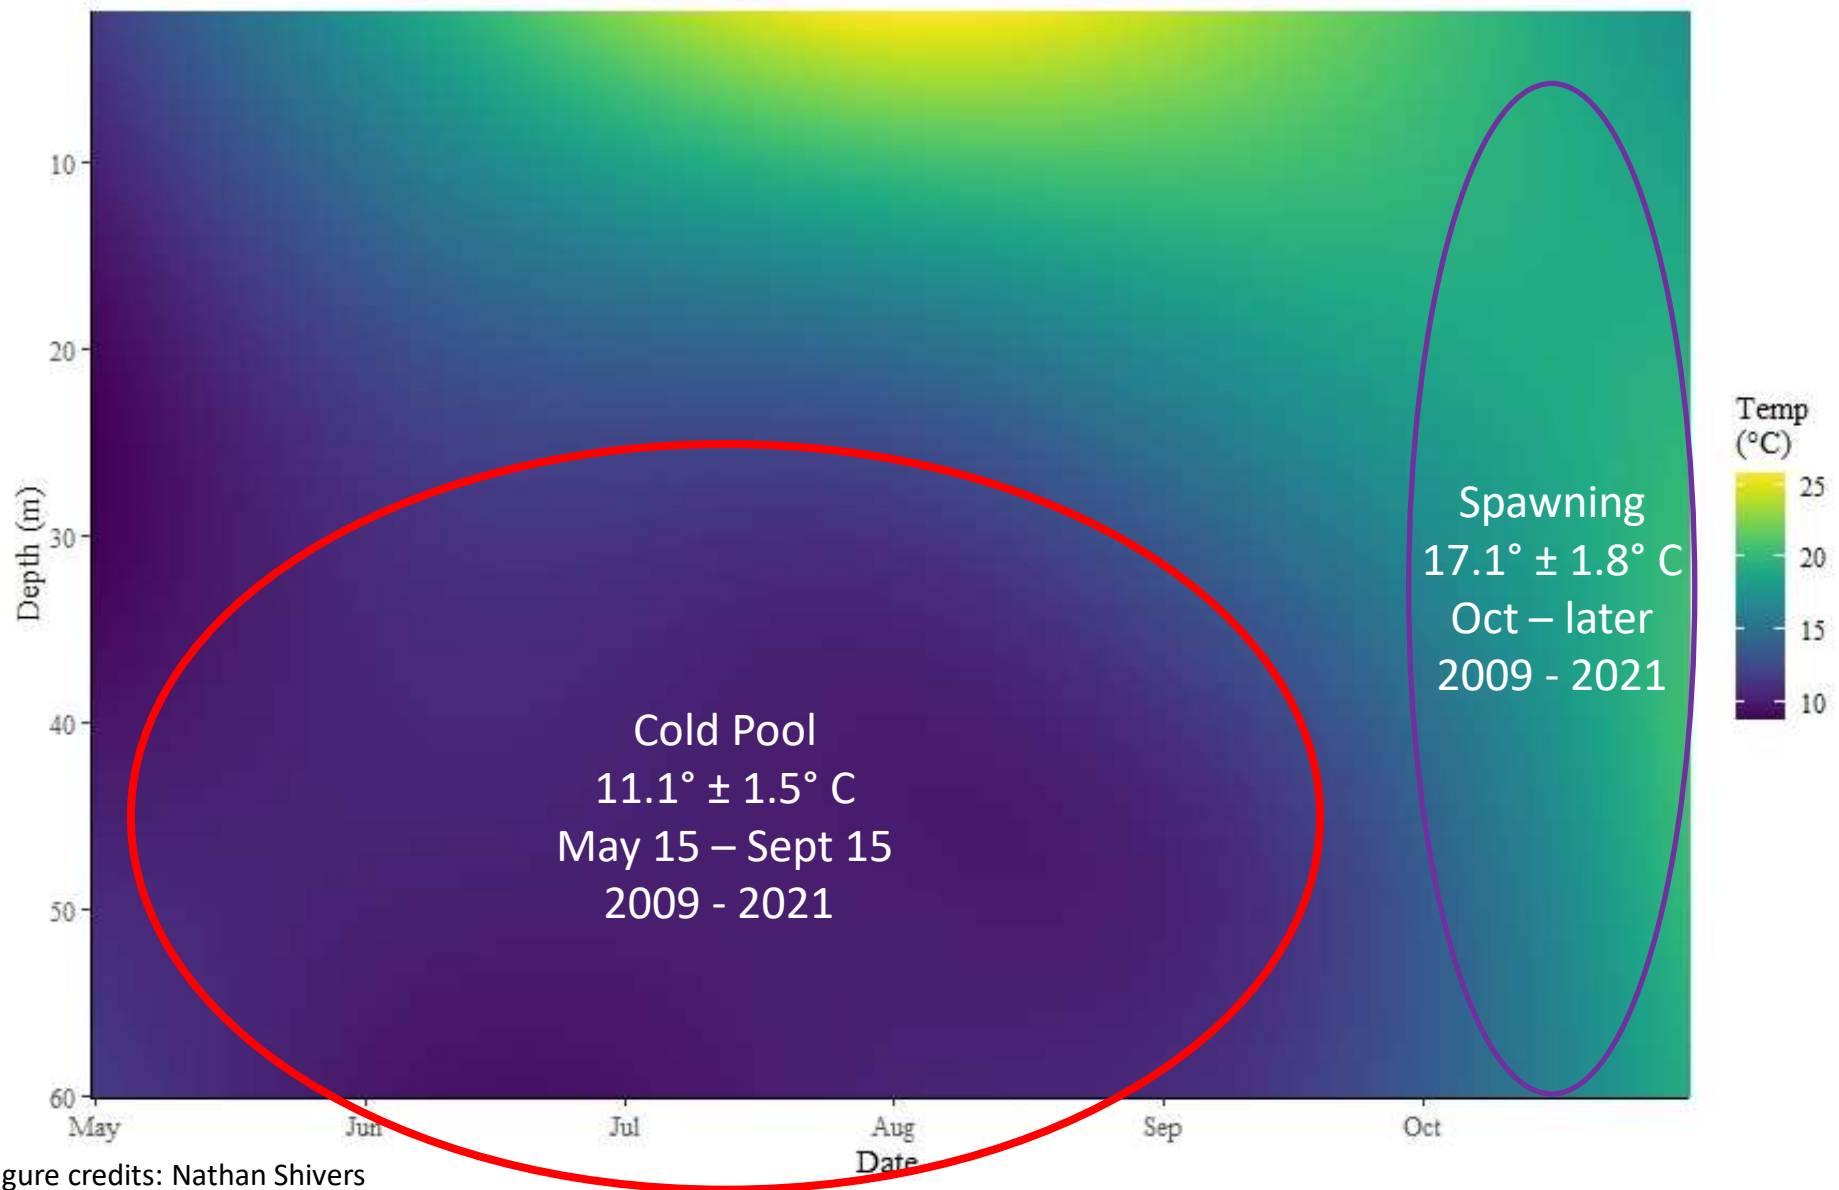 10
20
30
40
50
60
Depth (m)
May
Jun
Jul
Aug
Sep
Oct
Date
Cold Pool
11.1° ± 1.5° C
May 15 – Sept 15
2009 - 2021
Spawning
17.1° ± 1.8° C
Oct – later
2009 - 2021
Temp
(°C)
25
20
15
10
gure credits: Nathan Shivers